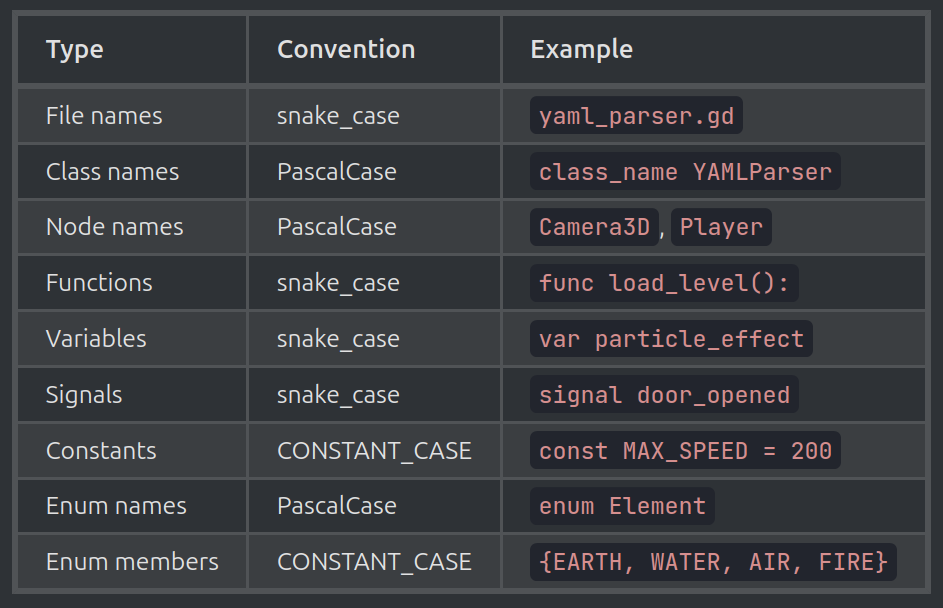 Type Convention Example
File names snake_case yaml_parser.gd
Class names PascalCase class_name YAMLParser
Node names PascalCase Camera3D, Player
Functions snake_case func load_level():
Variables snake_case var particle_effect
Signals snake_case signal door_opened
Constants CONSTANT_CASE const MAX_SPEED = 200
Enum names PascalCase enum Element
Enum members CONSTANT_CASE {EARTH, WATER, AIR, FIRE}